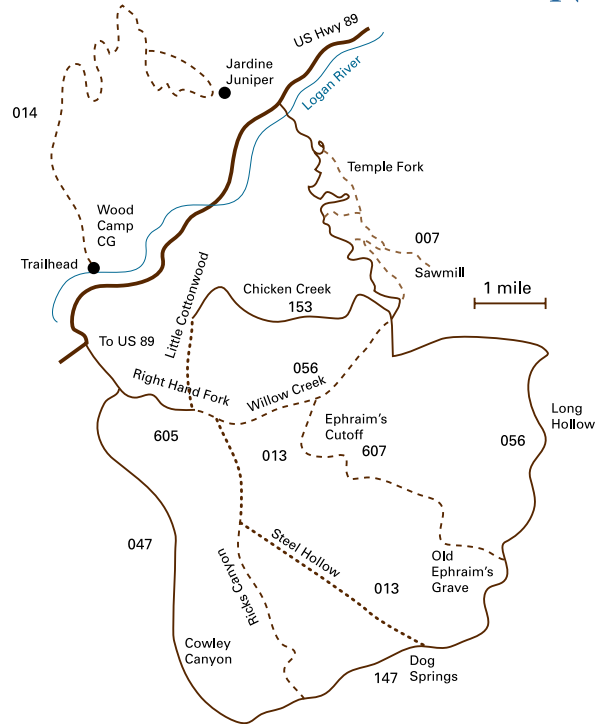 US Hwy 89
Logan River
Jardine
Juniper
014
Temple Fork
Wood
Camp
CG
007
Trailhead
Sawmill
1 mile
Little Cottonwood
Chicken Creek
153
To US 89
056
Right Hand Fork
Willow Creek
Ephraim's
Cutoff
Long
Hollow
605
013
607
056
047
Steel Hollow
Old
Ephraim's
Grave
Ricks Canyon
013
Cowley
Canyon
Dog
Springs
147